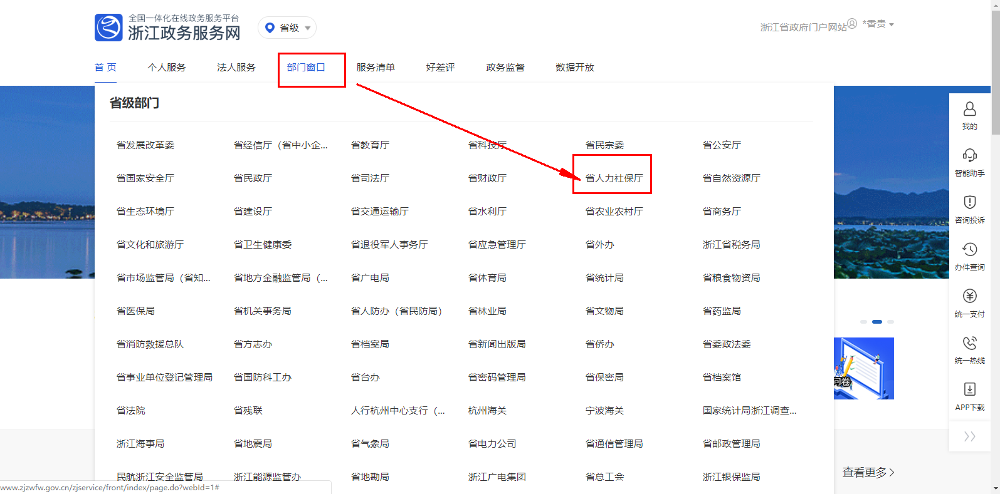 全国一体化在线政务服务平台
浙江政务服务网
省级
浙江省政府门户网站
*香贵
首 页 个人服务 法人服务 部门窗口 服务清单 好差评 政务监督 数据开放
省级部门
省发展改革委 省经信厅（省中小企... 省教育厅 省科技厅 省民宗委 省公安厅
省国家安全厅 省民政厅 省司法厅 省财政厅 省人力社保厅 省自然资源厅
省生态环境厅 省建设厅 省交通运输厅 省水利厅 省农业农村厅 省商务厅
省文化和旅游厅 省卫生健康委 省退役军人事务厅 省应急管理厅 省外办 浙江省税务局
省市场监管局（省知... 省地方金融监管局（... 省广电局 省体育局 省统计局 省粮食物资局
省医保局 省机关事务局 省人防办（省民防局） 省林业局 省文物局 省药监局
省消防救援总队 省方志办 省档案局 省新闻出版局 省侨办 省委政法委
省事业单位登记管理局 省国防科工办 省台办 省密码管理局 省保密局 省档案馆
省法院 省残联 人行杭州中心支行（... 杭州海关 宁波海关 国家统计局浙江调查...
浙江海事局 省地震局 省气象局 省电力公司 省通信管理局 省邮政管理局
民航浙江安全监管局 浙江能源监管办 省地勘局 浙江广电集团 省总工会 浙江银保监局
我的
智能助手
咨询投诉
办件查询
统一支付
统一热线
APP下载
问卷
查看更多
www.zjzwfw.gov.cn/zjservice/front/index/page.do?webId=1#